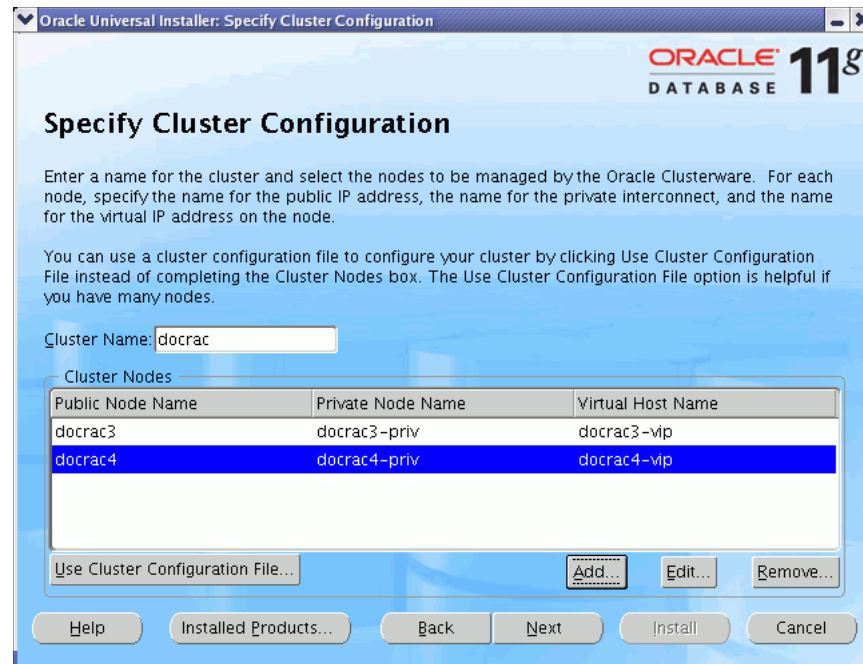 Oracle Universal Installer: Specify Cluster Configuration
ORACLE
DATABASE
11g
Specify Cluster Configuration
Enter a name for the cluster and select the nodes to be managed by the Oracle Clusterware. For each
node, specify the name for the public IP address, the name for the private interconnect, and the name
for the virtual IP address on the node.
You can use a cluster configuration file to configure your cluster by clicking Use Cluster Configuration
File instead of completing the Cluster Nodes box. The Use Cluster Configuration File option is helpful if
you have many nodes.
Cluster Name: docrac
Cluster Nodes
Public Node Name Private Node Name Virtual Host Name
docrac3 docrac3-priv docrac3-vip
docrac4 docrac4-priv docrac4-vip
Use Cluster Configuration File... Add... Edit... Remove...
Help Installed Products... Back Next Install Cancel